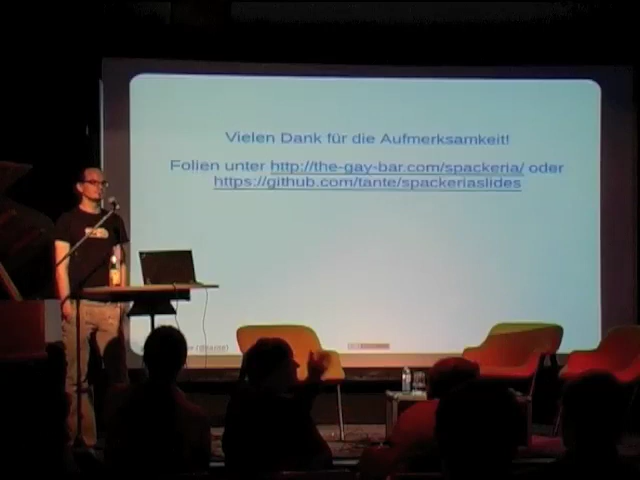 Vielen Dank für die Aufmerksamkeit!
Folien unter http://the-gay-bar.com/spackeria/ oder
https://github.com/tante/spackeriaslides